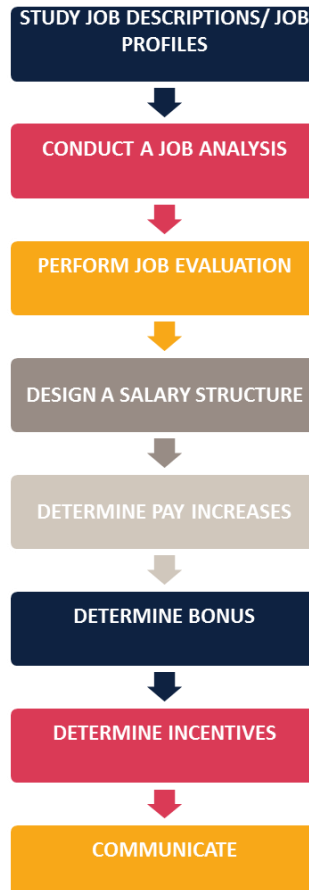 STUDY JOB DESCRIPTIONS/ JOB
PROFILES
CONDUCT A JOB ANALYSIS
PERFORM JOB EVALUATION
DESIGN A SALARY STRUCTURE
DETERMINE PAY INCREASES
DETERMINE BONUS
DETERMINE INCENTIVES
COMMUNICATE